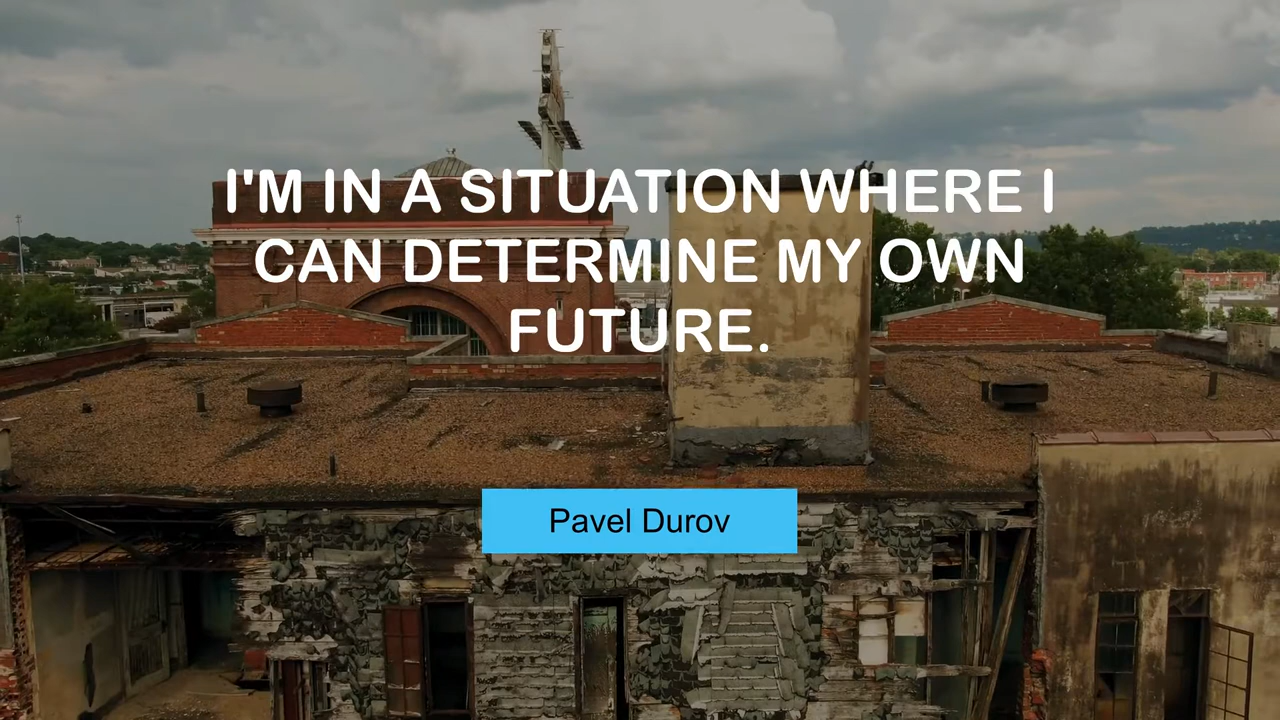 I'M IN A SITUATION WHERE I
CAN DETERMINE MY OWN
FUTURE.
Pavel Durov